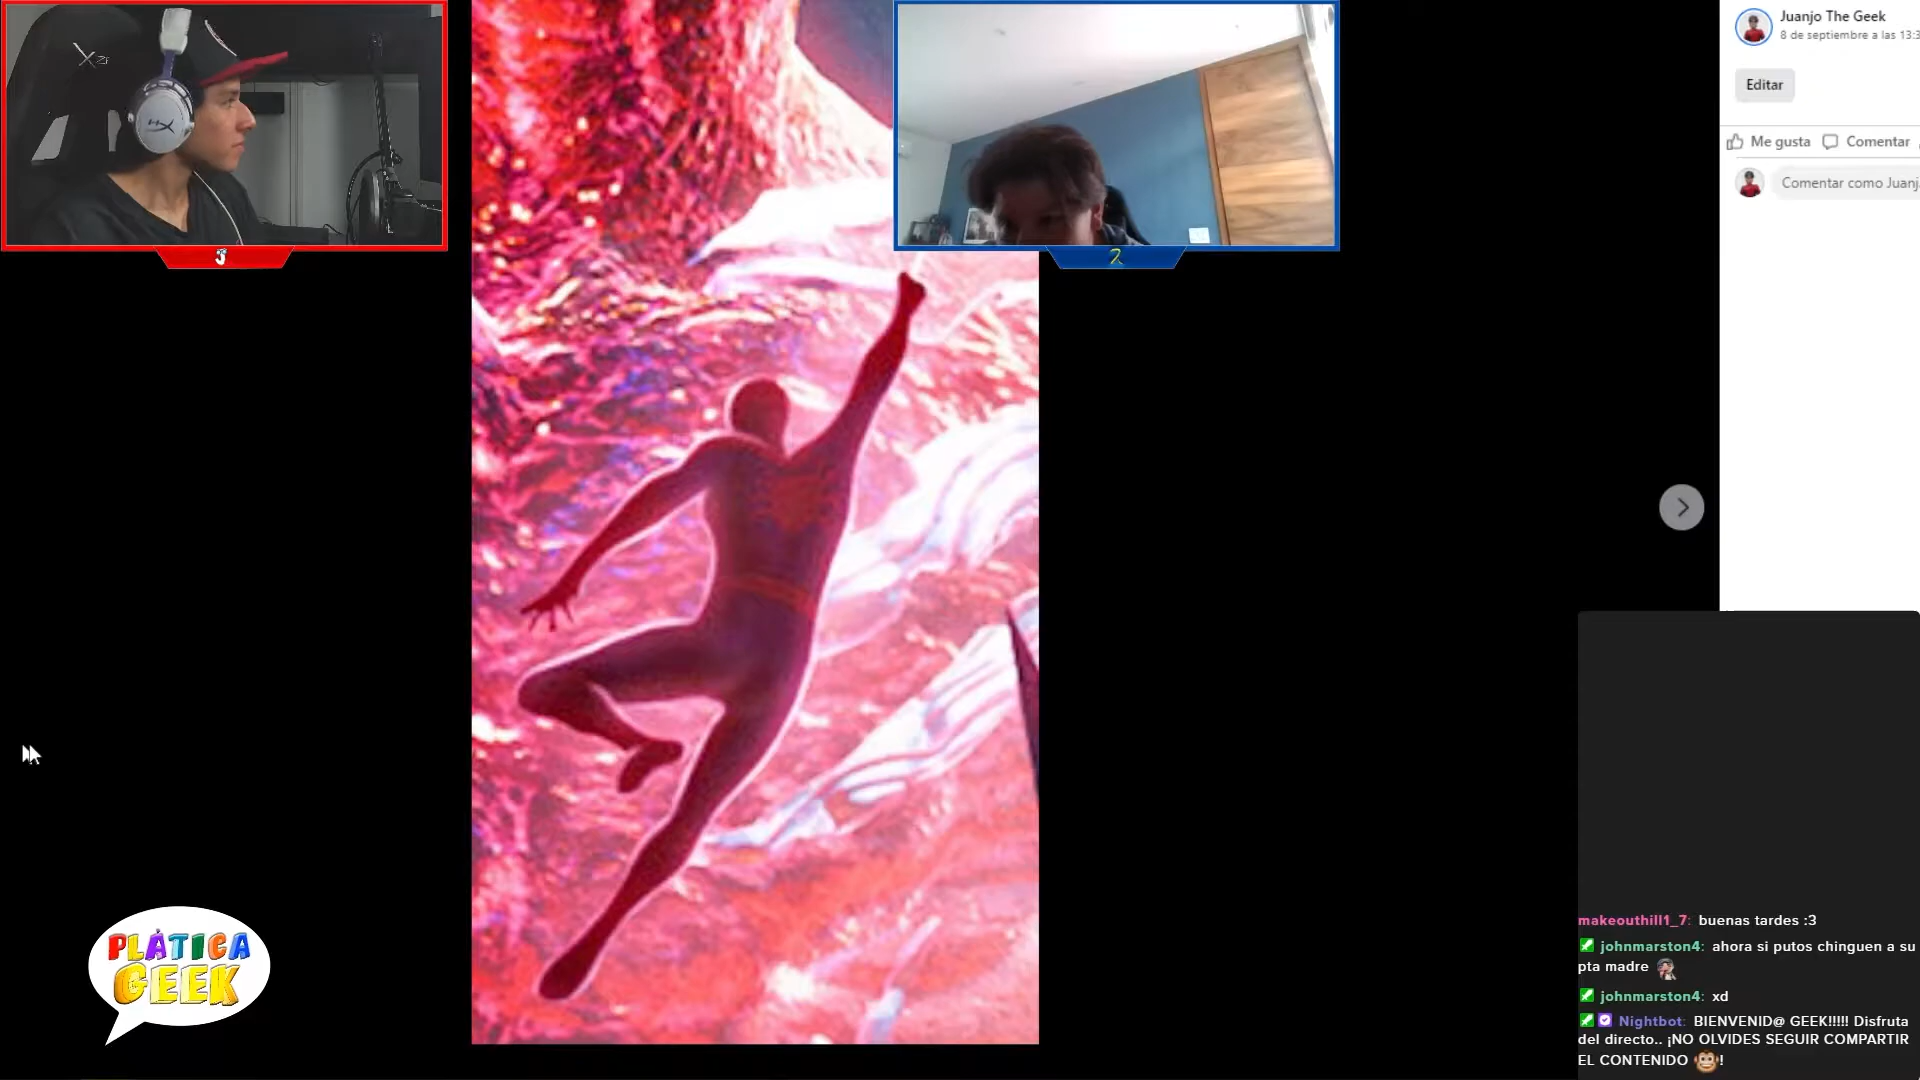 Juanjo The Geek
8 de septiembre a las 13:3
Editar
Me gusta
Comentar
Comentar como Juanj
J
2
PLÁTICA
GEEK
makeouthill1_7: buenas tardes :3
johnmarston4: ahora si putos chinguen a su
pta madre
johnmarston4: xd
Nightbot: BIENVENID@ GEEK!!!!! Disfruta
del directo.. ¡NO OLVIDES SEGUIR COMPARTIR
EL CONTENIDO !